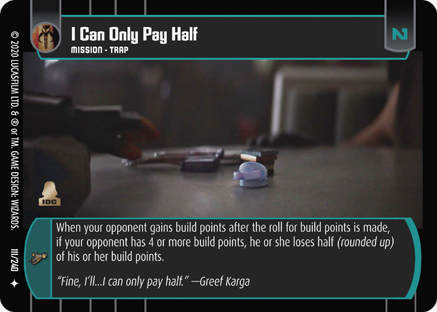 I Can Only Pay Half
MISSION • TRAP
N
© 2020 LUCASFILM LTD. & ® or TM. GAME DESIGN: WIZARDS.
IDC
When your opponent gains build points after the roll for build points is made,
if your opponent has 4 or more build points, he or she loses half (rounded up)
of his or her build points.
“Fine, I’ll...I can only pay half.” —Greef Karga
111/240